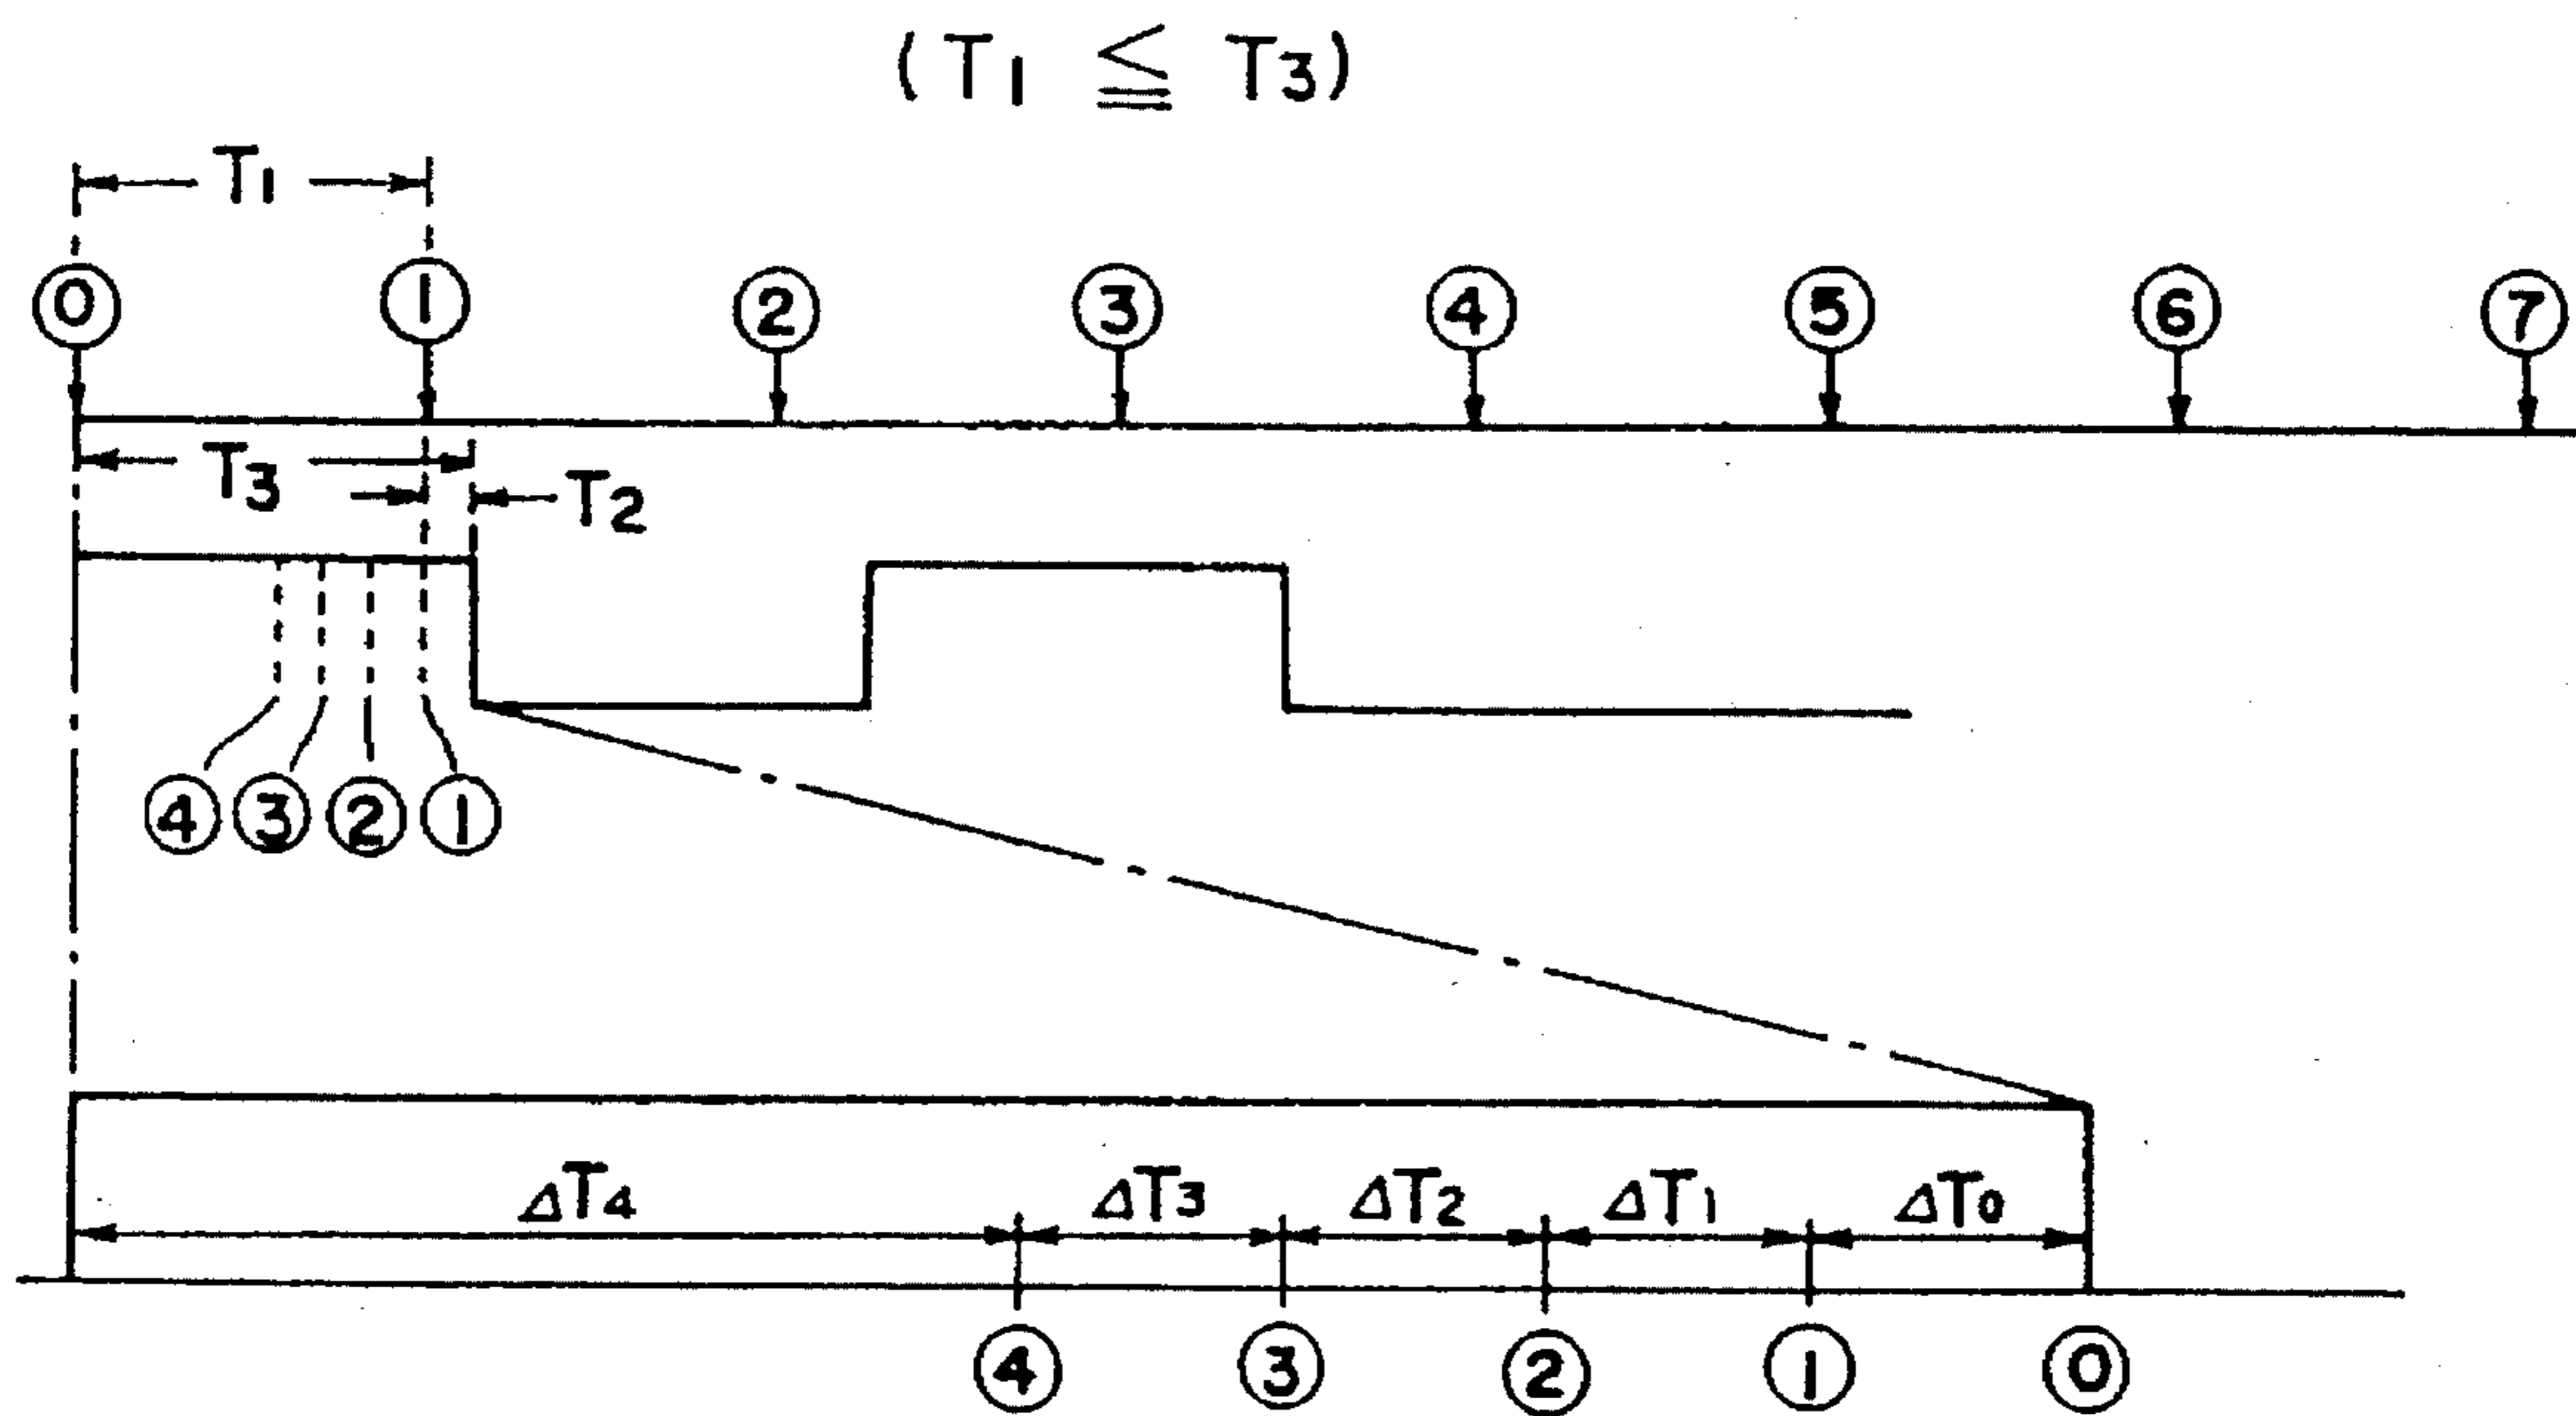 (T1 ≦ T3)
T1
⓪ ① ② ③ ④ ⑤ ⑥ ⑦
T3
T2
④ ③ ② ①
ΔT4 ΔT3 ΔT2 ΔT1 ΔT0
④ ③ ② ① ⓪